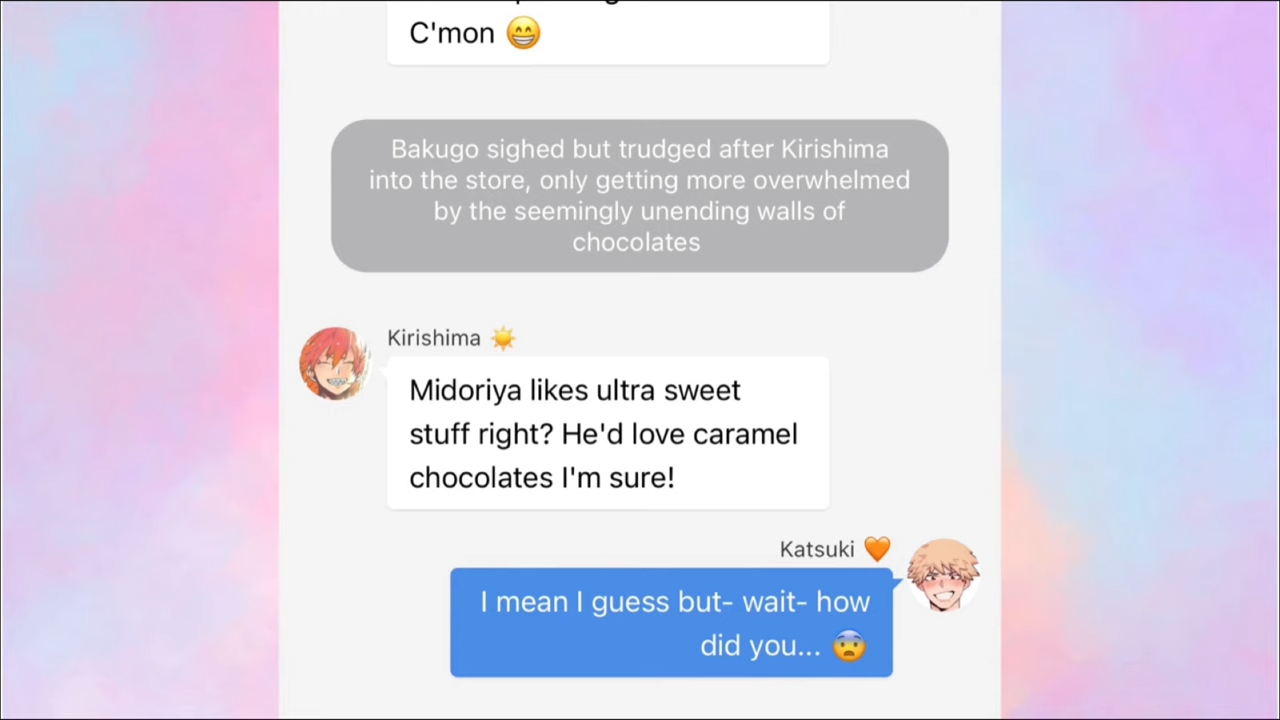 C'mon 😁
Bakugo sighed but trudged after Kirishima
into the store, only getting more overwhelmed
by the seemingly unending walls of
chocolates
Kirishima ☀️
Midoriya likes ultra sweet
stuff right? He'd love caramel
chocolates I'm sure!
Katsuki 🧡
I mean I guess but- wait- how
did you... 😨